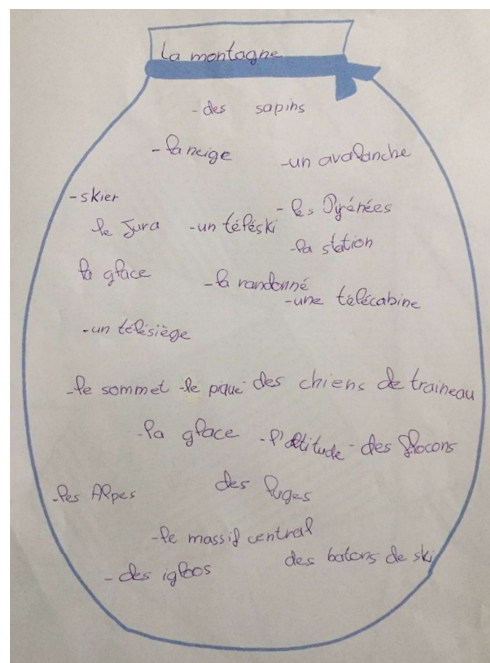 La montagne
- des sapins
- la neige
- un avalanche
- skier
- les Pyrénées
le Jura
- un téléski
- la station
la glace
- la randonné
- une télécabine
- un télésiège
- le sommet
- le pique
des chiens de traineau
- la glace
- l'altitude
- des flocons
- les Alpes
des luges
- le massif central
- des igloos
des batons de ski